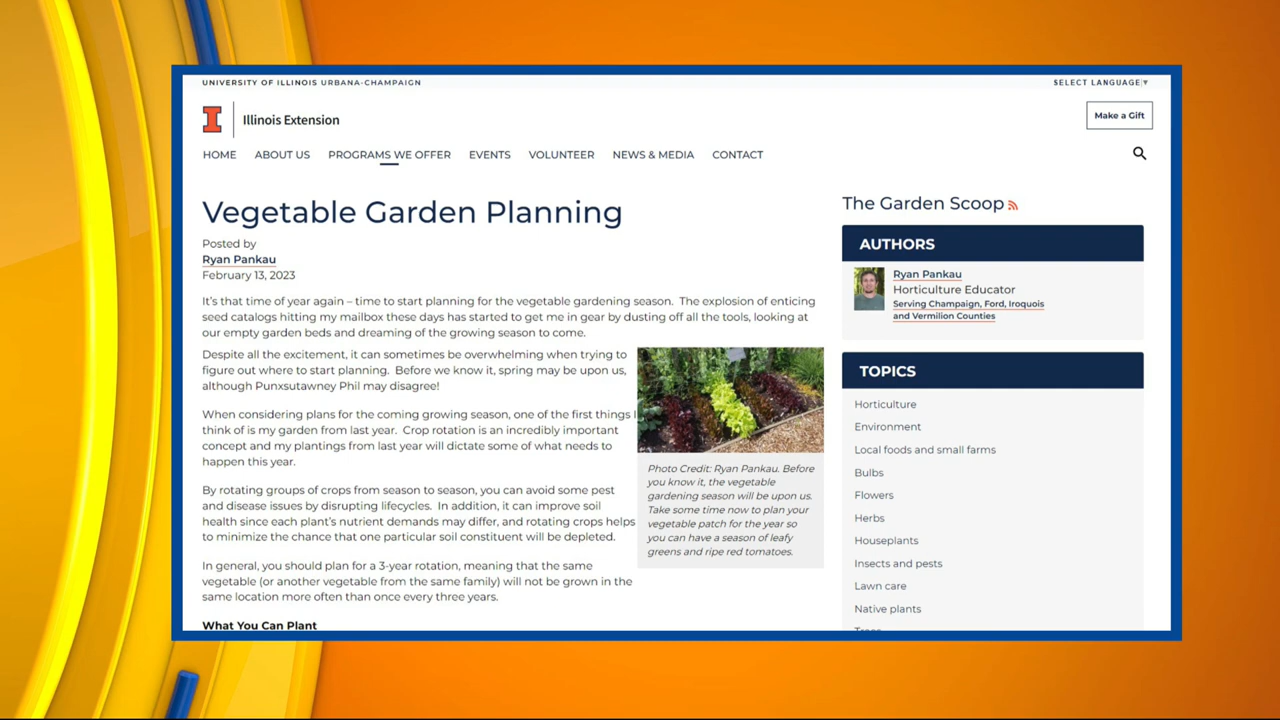 UNIVERSITY OF ILLINOIS URBANA-CHAMPAIGN
SELECT LANGUAGE
I
Illinois Extension
Make a Gift
HOME ABOUT US PROGRAMS WE OFFER EVENTS VOLUNTEER NEWS & MEDIA CONTACT
Vegetable Garden Planning
Posted by
Ryan Pankau
February 13, 2023
It's that time of year again – time to start planning for the vegetable gardening season. The explosion of enticing
seed catalogs hitting my mailbox these days has started to get me in gear by dusting off all the tools, looking at
our empty garden beds and dreaming of the growing season to come.
Despite all the excitement, it can sometimes be overwhelming when trying to
figure out where to start planning. Before we know it, spring may be upon us,
although Punxsutawney Phil may disagree!
When considering plans for the coming growing season, one of the first things I
think of is my garden from last year. Crop rotation is an incredibly important
concept and my plantings from last year will dictate some of what needs to
happen this year.
By rotating groups of crops from season to season, you can avoid some pest
and disease issues by disrupting lifecycles. In addition, it can improve soil
health since each plant's nutrient demands may differ, and rotating crops helps
to minimize the chance that one particular soil constituent will be depleted.
In general, you should plan for a 3-year rotation, meaning that the same
vegetable (or another vegetable from the same family) will not be grown in the
same location more often than once every three years.
What You Can Plant
Photo Credit: Ryan Pankau. Before
you know it, the vegetable
gardening season will be upon us.
Take some time now to plan your
vegetable patch for the year so
you can have a season of leafy
greens and ripe red tomatoes.
The Garden Scoop
AUTHORS
Ryan Pankau
Horticulture Educator
Serving Champaign, Ford, Iroquois
and Vermilion Counties
TOPICS
Horticulture
Environment
Local foods and small farms
Bulbs
Flowers
Herbs
Houseplants
Insects and pests
Lawn care
Native plants